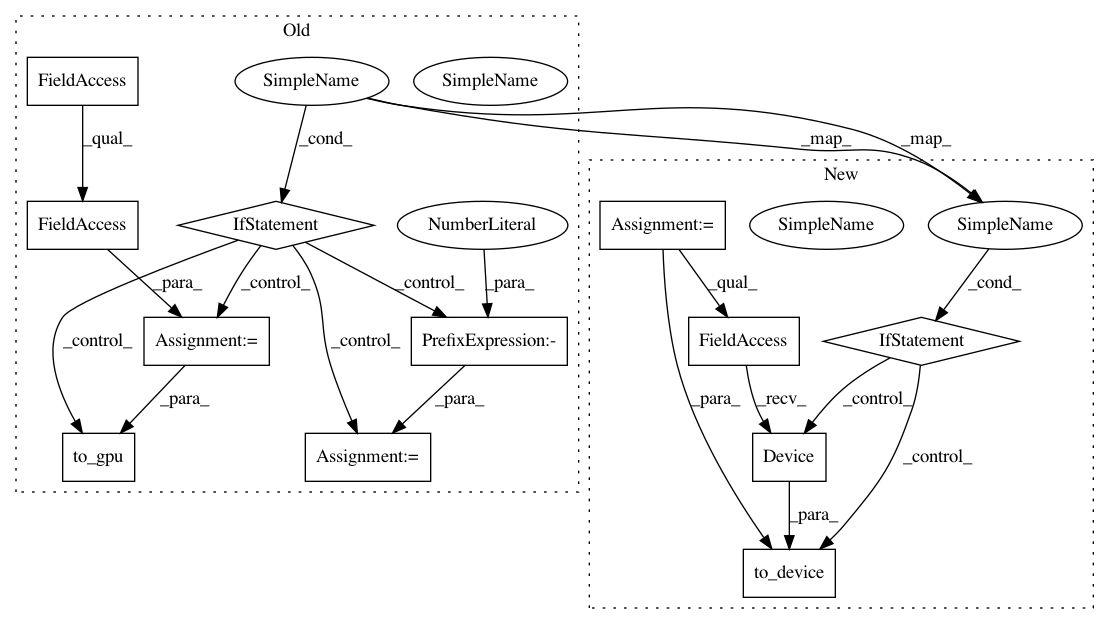 Old
FieldAccess
SimpleName
SimpleName
_qual_
_cond_
_map_
_map_
New
FieldAccess
IfStatement
NumberLiteral
Assignment:=
SimpleName
SimpleName
_para_
_control_
_control_
_para_
_qual_
_cond_
_control_
Assignment:=
_control_
PrefixExpression:-
FieldAccess
IfStatement
_para_
_para_
_para_
_recv_
_control_
to_gpu
Assignment:=
Device
_control_
_para_
to_device